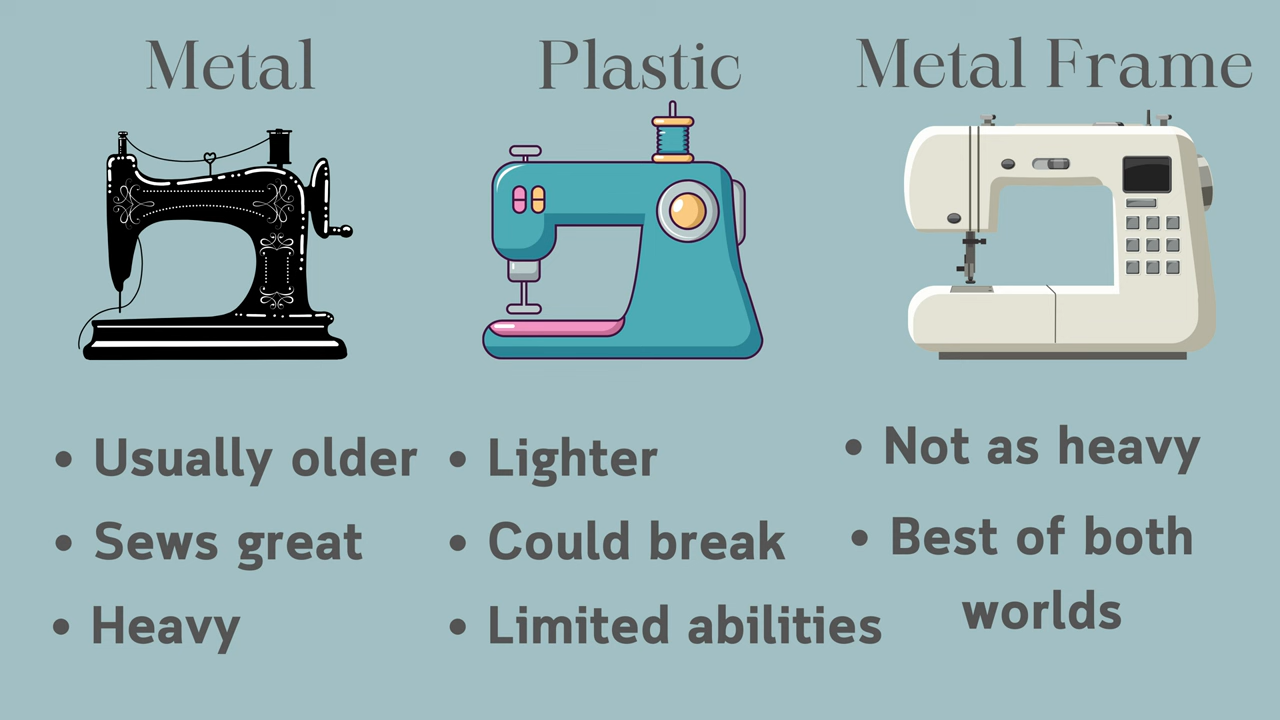 Metal
• Usually older
• Sews great
• Heavy
Plastic
• Lighter
• Could break
• Limited abilities
Metal Frame
• Not as heavy
• Best of both
worlds